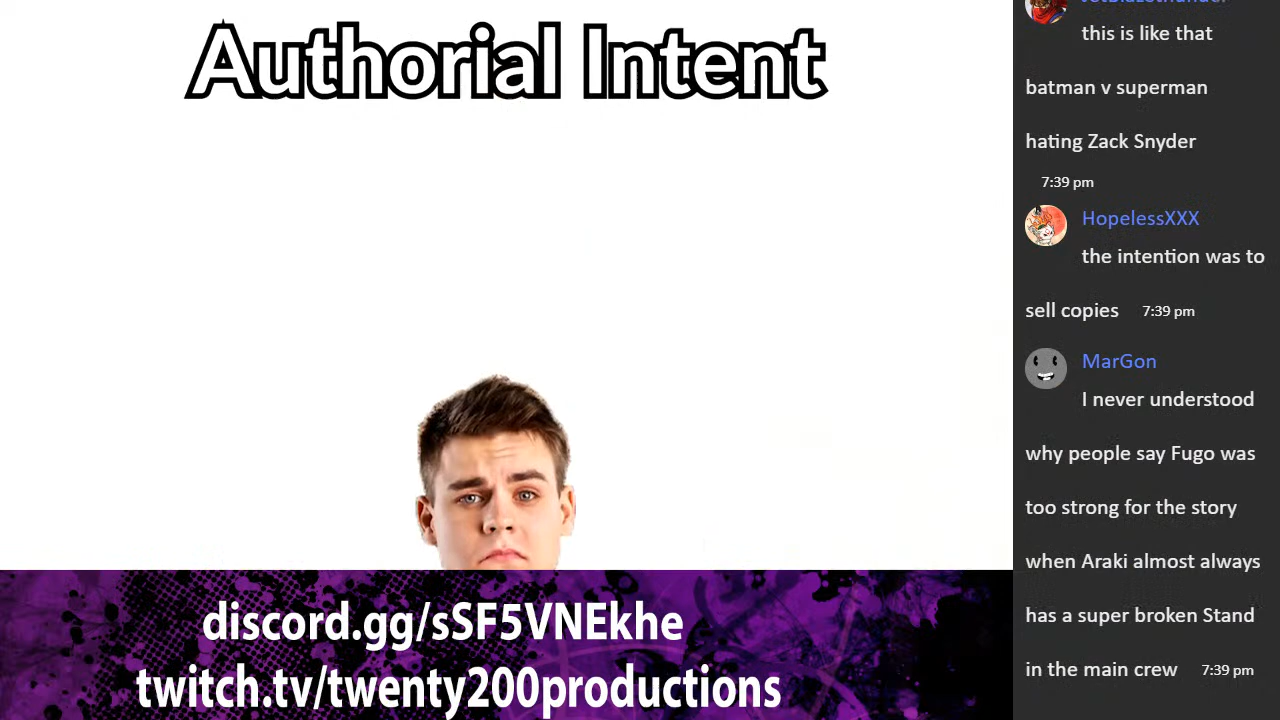 Authorial Intent
discord.gg/sSF5VNEkhe
twitch.tv/twenty200productions
this is like that
batman v superman
hating Zack Snyder
7:39 pm
HopelessXXX
the intention was to
sell copies 7:39 pm
MarGon
I never understood
why people say Fugo was
too strong for the story
when Araki almost always
has a super broken Stand
in the main crew 7:39 pm